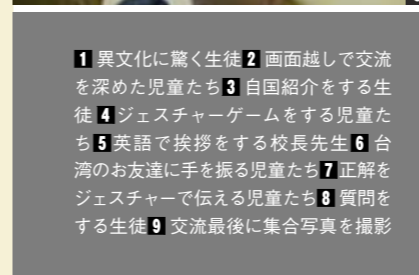 1 異文化に驚く生徒2 画面越しで交流
を深めた児童たち3 自国紹介をする生
徒 4ジェスチャーゲームをする児童た
ち5英語で挨拶をする校長先生6 台
湾のお友達に手を振る児童たち7正解を
ジェスチャーで伝える児童たち8 質問を
する生徒9 交流最後に集合写真を撮影